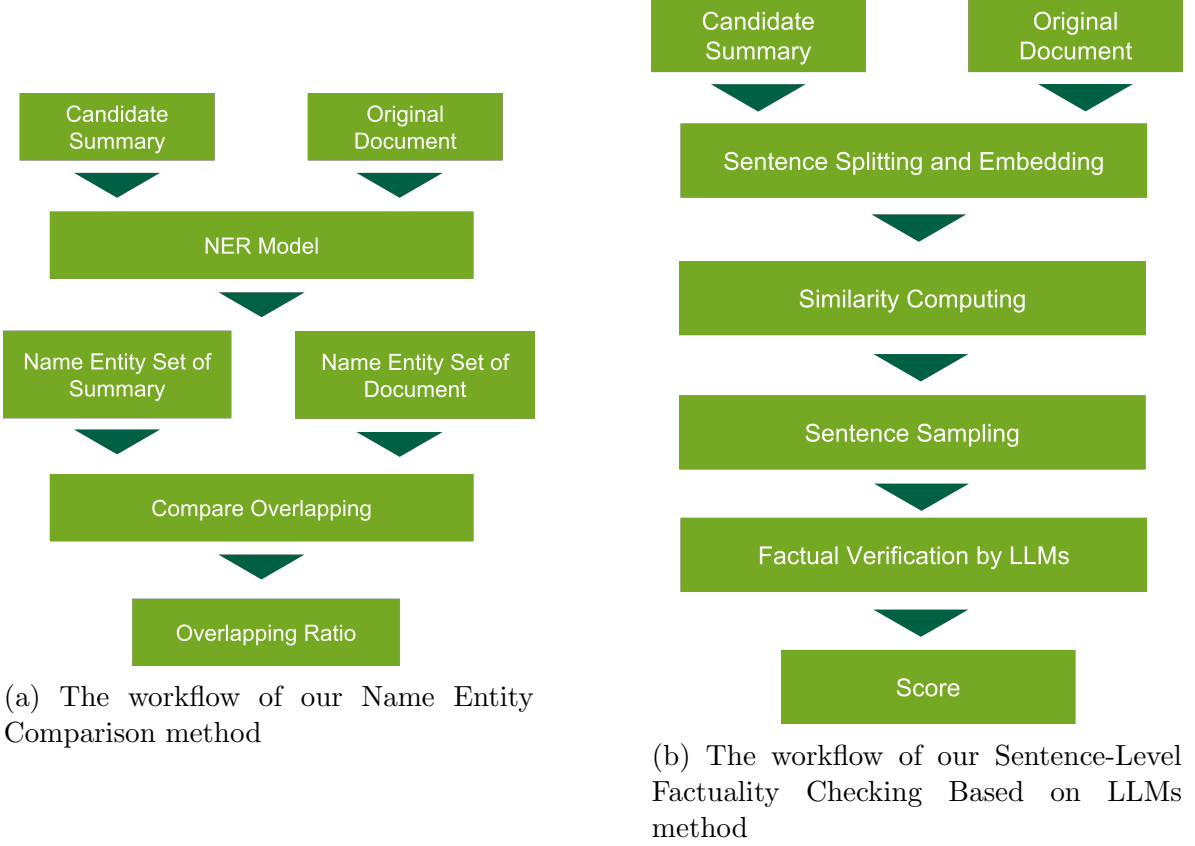 Candidate
Summary
Original
Document
NER Model
Name Entity Set of
Summary
Name Entity Set of
Document
Compare Overlapping
Overlapping Ratio
(a) The workflow of our Name Entity
Comparison method
Candidate
Summary
Original
Document
Sentence Splitting and Embedding
Similarity Computing
Sentence Sampling
Factual Verification by LLMs
Score
(b) The workflow of our Sentence-Level
Factuality Checking Based on LLMs
method